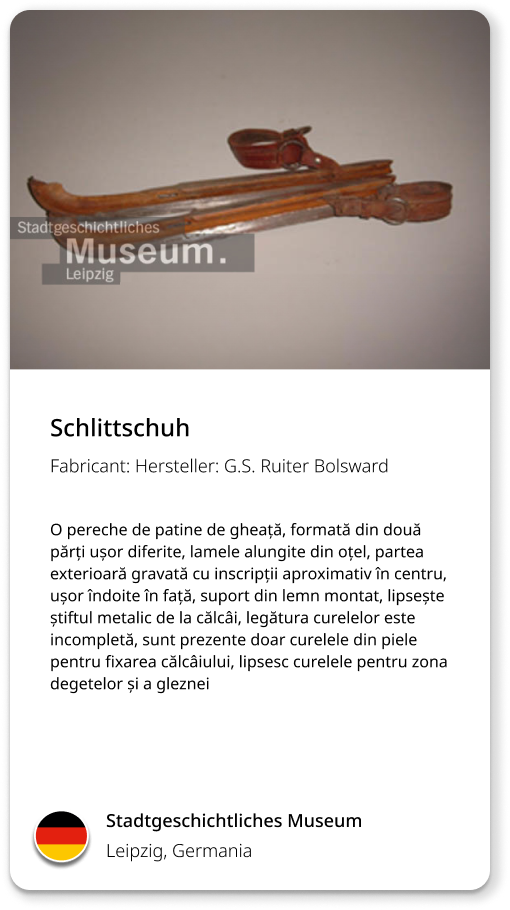 Stadtgeschichtliches
Museum.
Leipzig
Schlittschuh
Fabricant: Hersteller: G.S. Ruiter Bolsward
O pereche de patine de gheață, formată din două
părți ușor diferite, lamele alungite din oțel, partea
exterioară gravată cu inscripții aproximativ în centru,
ușor îndoite în față, suport din lemn montat, lipsește
știftul metalic de la călcâi, legătura curelelor este
incompletă, sunt prezente doar curelele din piele
pentru fixarea călcâiului, lipsesc curelele pentru zona
degetelor și a gleznei
Stadtgeschichtliches Museum
Leipzig, Germania